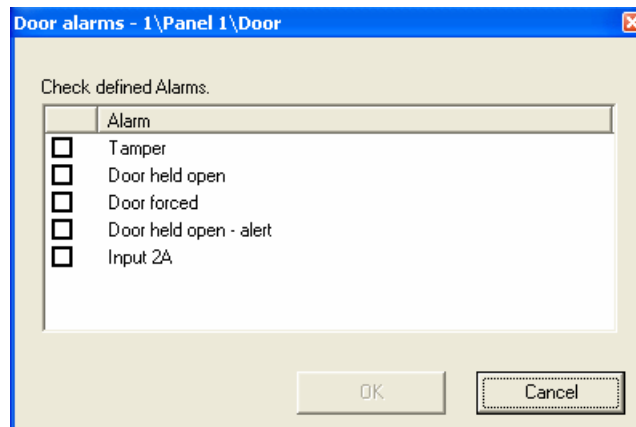 Door alarms - 1\Panel 1\Door
Check defined Alarms.
Alarm
Tamper
Door held open
Door forced
Door held open - alert
Input 2A
OK
Cancel